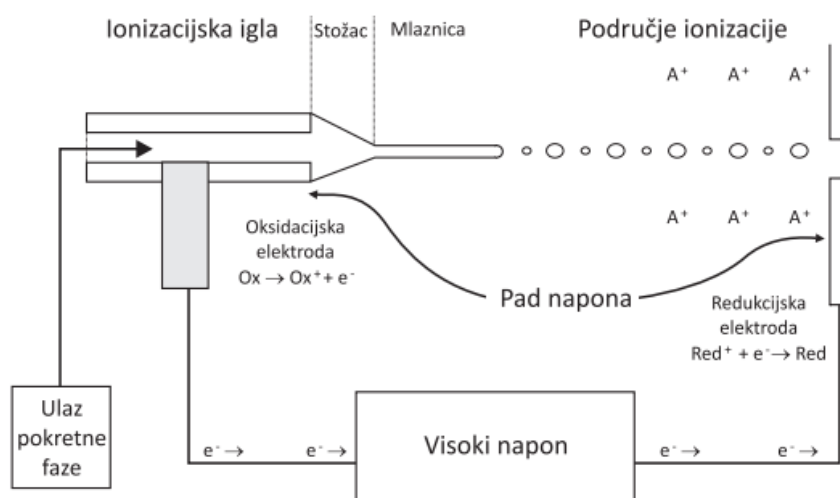 Ionizacijska igla
Stožac
Mlaznica
Područje ionizacije
A⁺ A⁺ A⁺
A⁺ A⁺ A⁺
Oksidacijska
elektroda
Ox → Ox⁺ + e⁻
Pad napona
Redukcijska
elektroda
Red⁺ + e⁻ → Red
Ulaz
pokretne
faze
e⁻ → e⁻ →
Visoki napon
e⁻ → e⁻ →